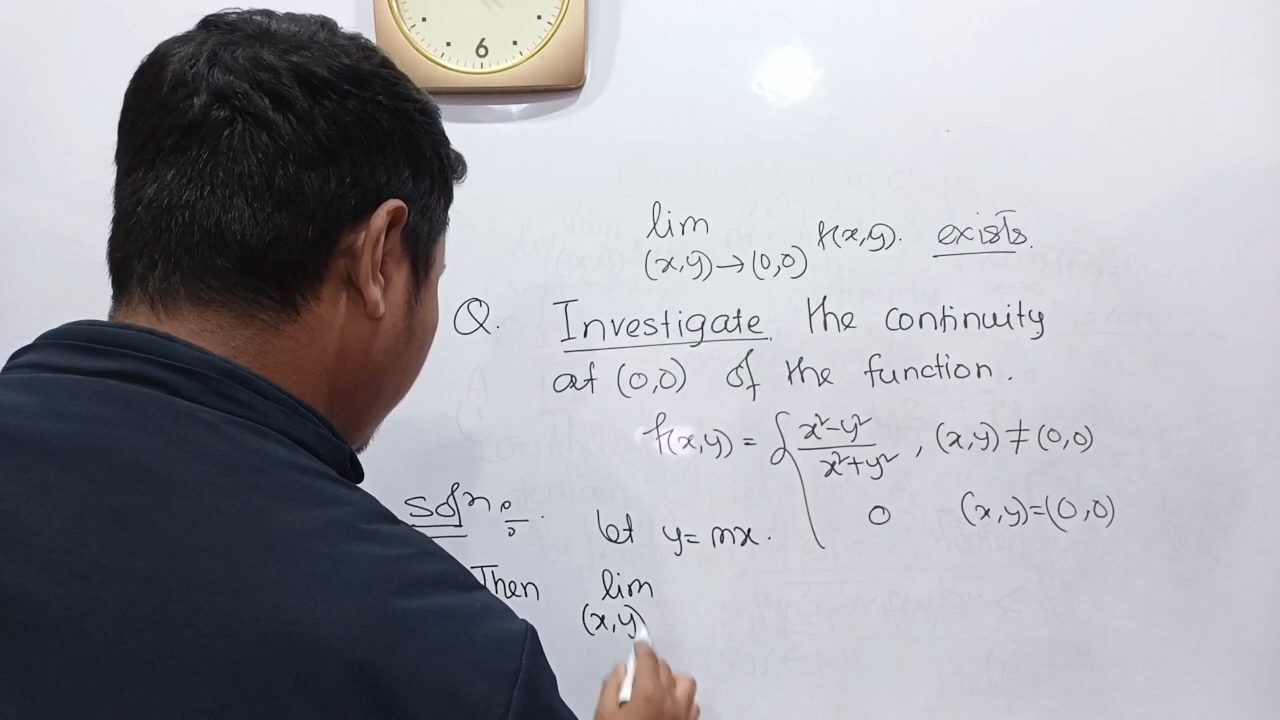 6
lim f(x,y). exists.
(x,y)→(0,0)
Q. Investigate the continuity
at (0,0) of the function.
f(x,y) = { x²-y² / x²+y² , (x,y) ≠ (0,0)
0 (x,y)=(0,0)
Soln: let y = mx.
Then lim
(x,y)